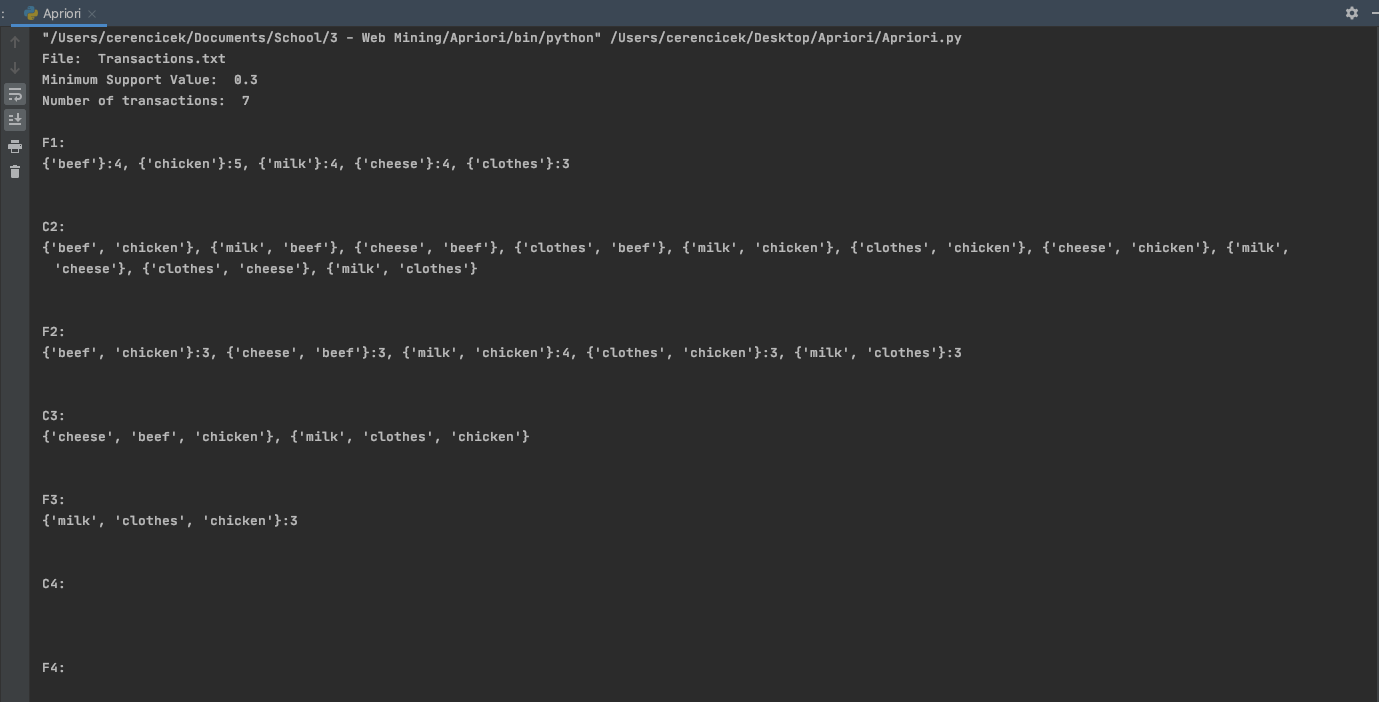 :
Apriori
"/Users/cerencicek/Documents/School/3 - Web Mining/Apriori/bin/python" /Users/cerencicek/Desktop/Apriori/Apriori.py
File:  Transactions.txt
Minimum Support Value:  0.3
Number of transactions:  7
F1:
{'beef'}:4, {'chicken'}:5, {'milk'}:4, {'cheese'}:4, {'clothes'}:3
C2:
{'beef', 'chicken'}, {'milk', 'beef'}, {'cheese', 'beef'}, {'clothes', 'beef'}, {'milk', 'chicken'}, {'clothes', 'chicken'}, {'cheese', 'chicken'}, {'milk',
'cheese'}, {'clothes', 'cheese'}, {'milk', 'clothes'}
F2:
{'beef', 'chicken'}:3, {'cheese', 'beef'}:3, {'milk', 'chicken'}:4, {'clothes', 'chicken'}:3, {'milk', 'clothes'}:3
C3:
{'cheese', 'beef', 'chicken'}, {'milk', 'clothes', 'chicken'}
F3:
{'milk', 'clothes', 'chicken'}:3
C4:
F4: